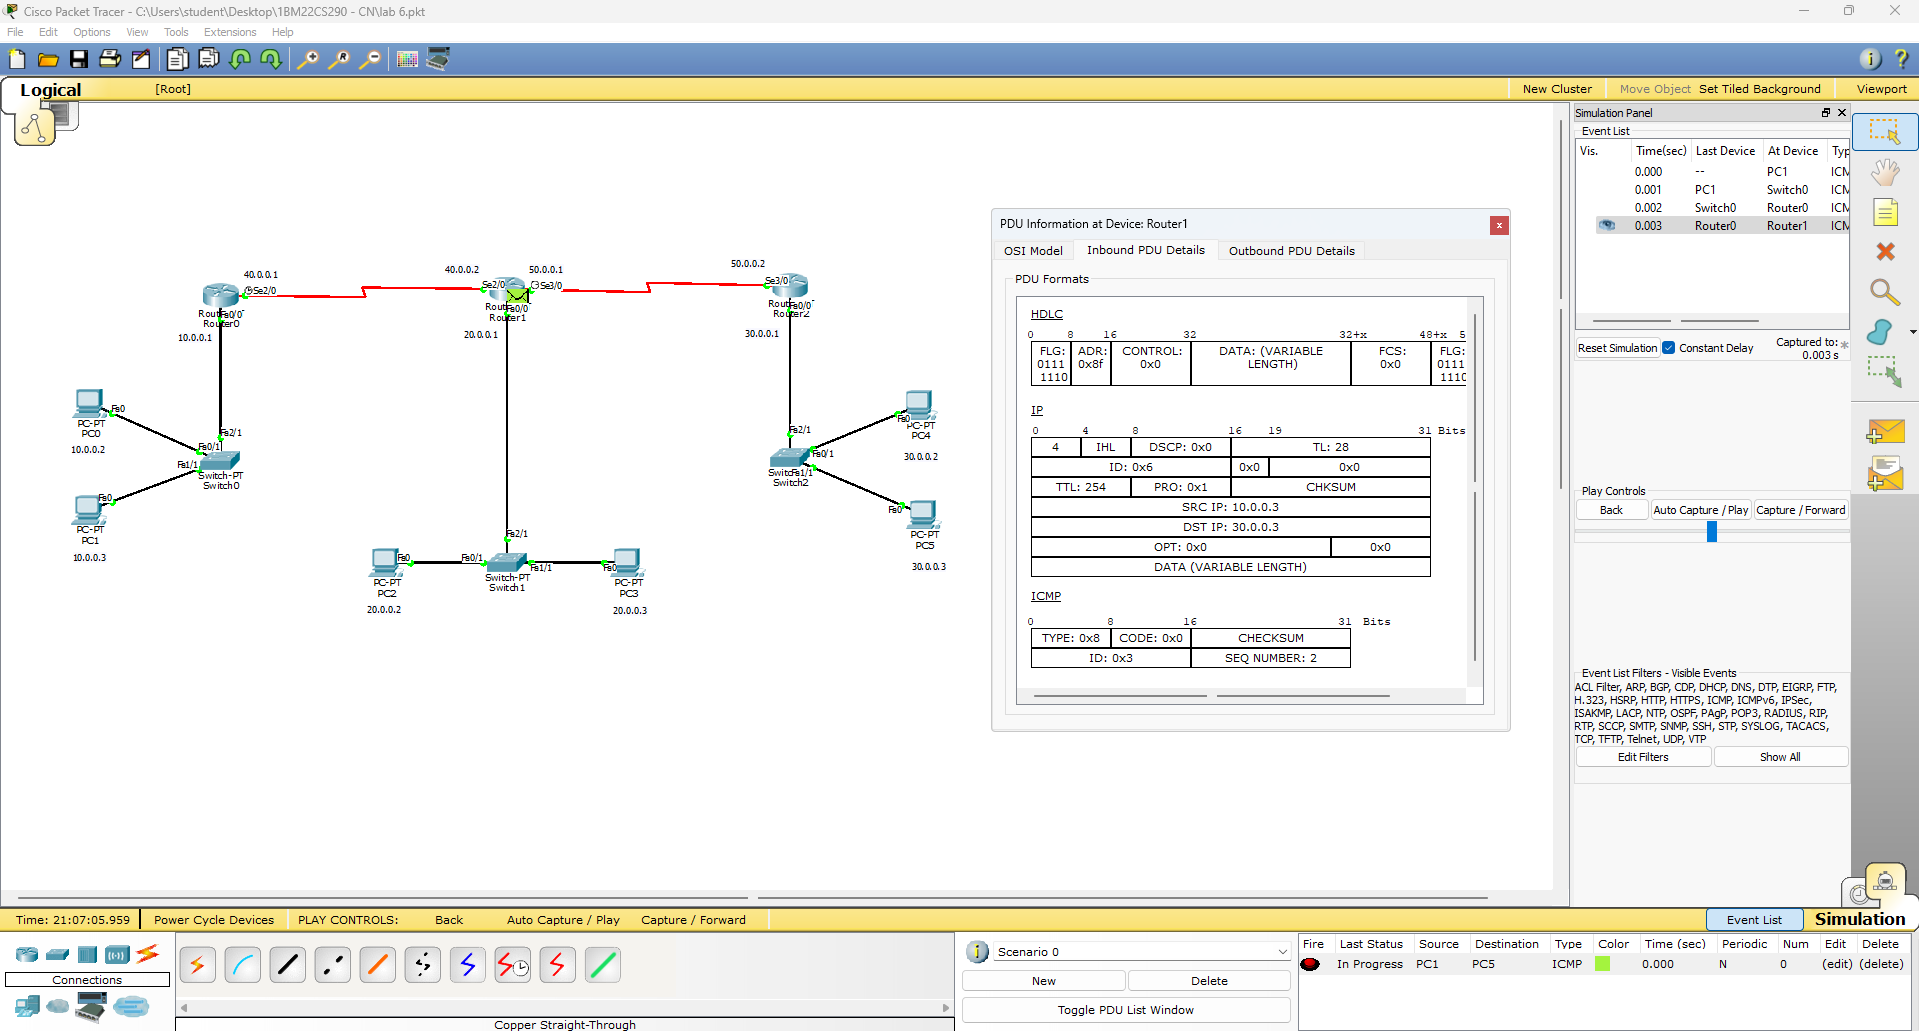 Cisco Packet Tracer - C:\Users\student\Desktop\1BM22CS290 - CN\lab 6.pkt
File Edit Options View Tools Extensions Help
Logical [Root] New Cluster Move Object Set Tiled Background Viewport
40.0.0.1
Se2/0
Fa0/0
Router0
10.0.0.1
40.0.0.2
50.0.0.1
Se2/0
Se3/0
Fa0/0
Router1
20.0.0.1
50.0.0.2
Se3/0
Fa0/0
Router2
30.0.0.1
Fa0
PC-PT
PC0
10.0.0.2
Fa2/1
Fa0/1
Fa1/1
Switch-PT
Switch0
Fa0
PC-PT
PC1
10.0.0.3
Fa2/1
Fa0/1
Fa1/1
Switch-PT
Switch1
Fa0
PC-PT
PC2
20.0.0.2
Fa0
PC-PT
PC3
20.0.0.3
Fa2/1
Fa0/1
Fa1/1
Switch2
Fa0
PC-PT
PC4
30.0.0.2
Fa0
PC-PT
PC5
30.0.0.3
PDU Information at Device: Router1
x
OSI Model Inbound PDU Details Outbound PDU Details
PDU Formats
HDLC
0 8 16 32 32+x 48+x 5
FLG: 0111 1110 ADR: 0x8f CONTROL: 0x0 DATA: (VARIABLE LENGTH) FCS: 0x0 FLG: 0111 1110
IP
0 4 8 16 19 31 Bits
4 IHL DSCP: 0x0 TL: 28
ID: 0x6 0x0 0x0
TTL: 254 PRO: 0x1 CHKSUM
SRC IP: 10.0.0.3
DST IP: 30.0.0.3
OPT: 0x0 0x0
DATA (VARIABLE LENGTH)
ICMP
0 8 16 31 Bits
TYPE: 0x8 CODE: 0x0 CHECKSUM
ID: 0x3 SEQ NUMBER: 2
Simulation Panel
Event List
Vis. Time(sec) Last Device At Device Typ
0.000 -- PC1 ICM
0.001 PC1 Switch0 ICM
0.002 Switch0 Router0 ICM
0.003 Router0 Router1 ICM
Reset Simulation Constant Delay Captured to: *
0.003 s
Play Controls
Back Auto Capture / Play Capture / Forward
Event List Filters - Visible Events
ACL Filter, ARP, BGP, CDP, DHCP, DNS, DTP, EIGRP, FTP,
H.323, HSRP, HTTP, HTTPS, ICMP, ICMPv6, IPSec,
ISAKMP, LACP, NTP, OSPF, PAgP, POP3, RADIUS, RIP,
RTP, SCCP, SMTP, SNMP, SSH, STP, SYSLOG, TACACS,
TCP, TFTP, Telnet, UDP, VTP
Edit Filters Show All
Time: 21:07:05.959 Power Cycle Devices PLAY CONTROLS: Back Auto Capture / Play Capture / Forward Event List Simulation
Connections
Copper Straight-Through
Scenario 0
New Delete
Toggle PDU List Window
Fire Last Status Source Destination Type Color Time (sec) Periodic Num Edit Delete
In Progress PC1 PC5 ICMP 0.000 N 0 (edit) (delete)